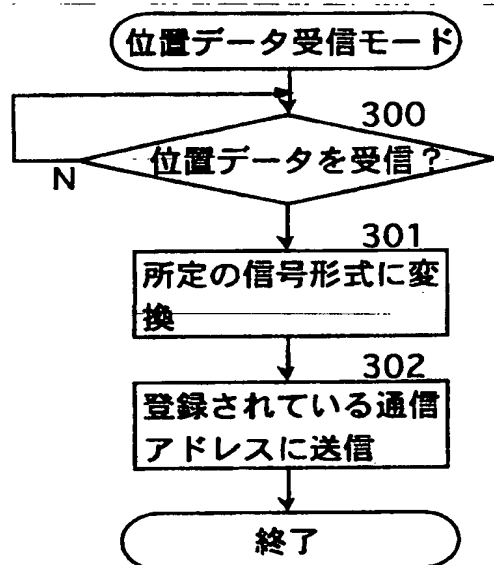 位置データ受信モード
300
位置データを受信？
N
301
所定の信号形式に変
換
302
登録されている通信
アドレスに送信
終了